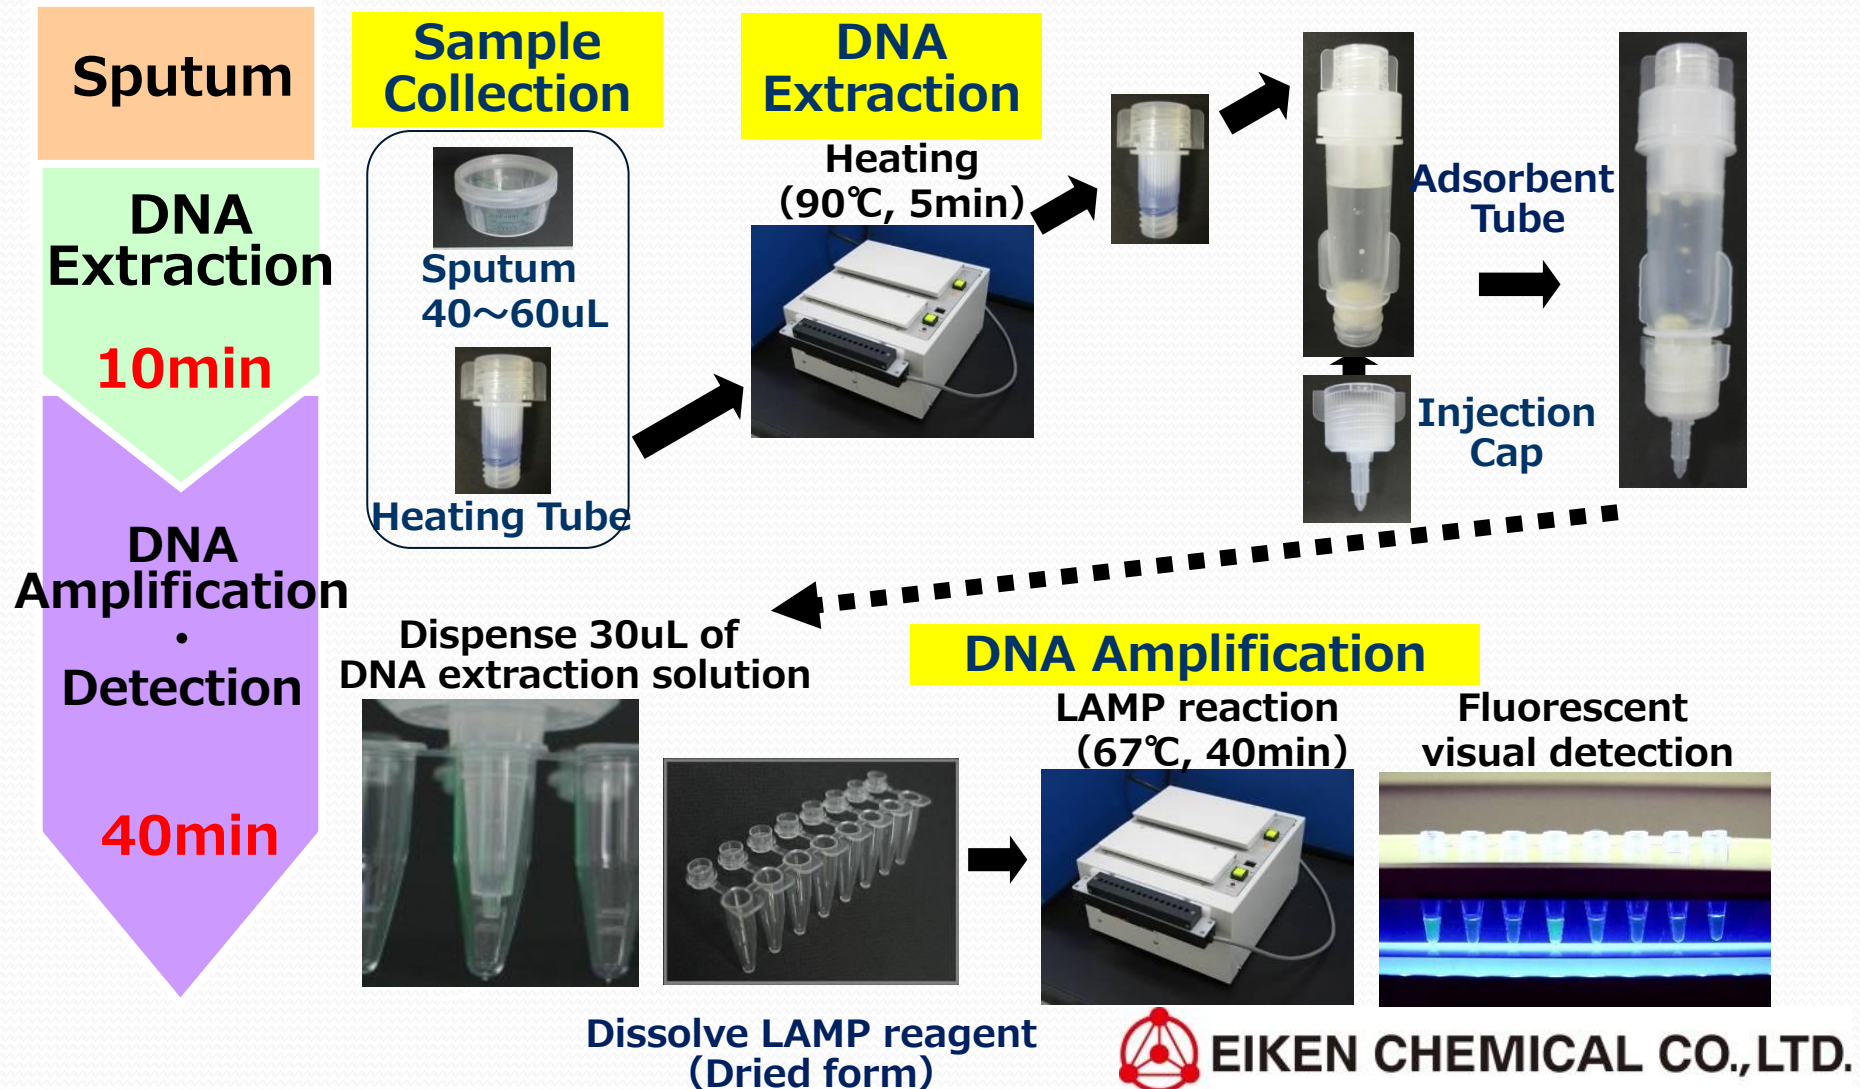 Sputum
DNA
Extraction
10min
DNA
Amplification
・
Detection
40min
Sample
Collection
Sputum
40～60uL
Heating Tube
DNA
Extraction
Heating
（90℃, 5min）
Adsorbent
Tube
Injection
Cap
Dispense 30uL of
DNA extraction solution
Dissolve LAMP reagent
（Dried form）
DNA Amplification
LAMP reaction
（67℃, 40min）
Fluorescent
visual detection
EIKEN CHEMICAL CO.,LTD.